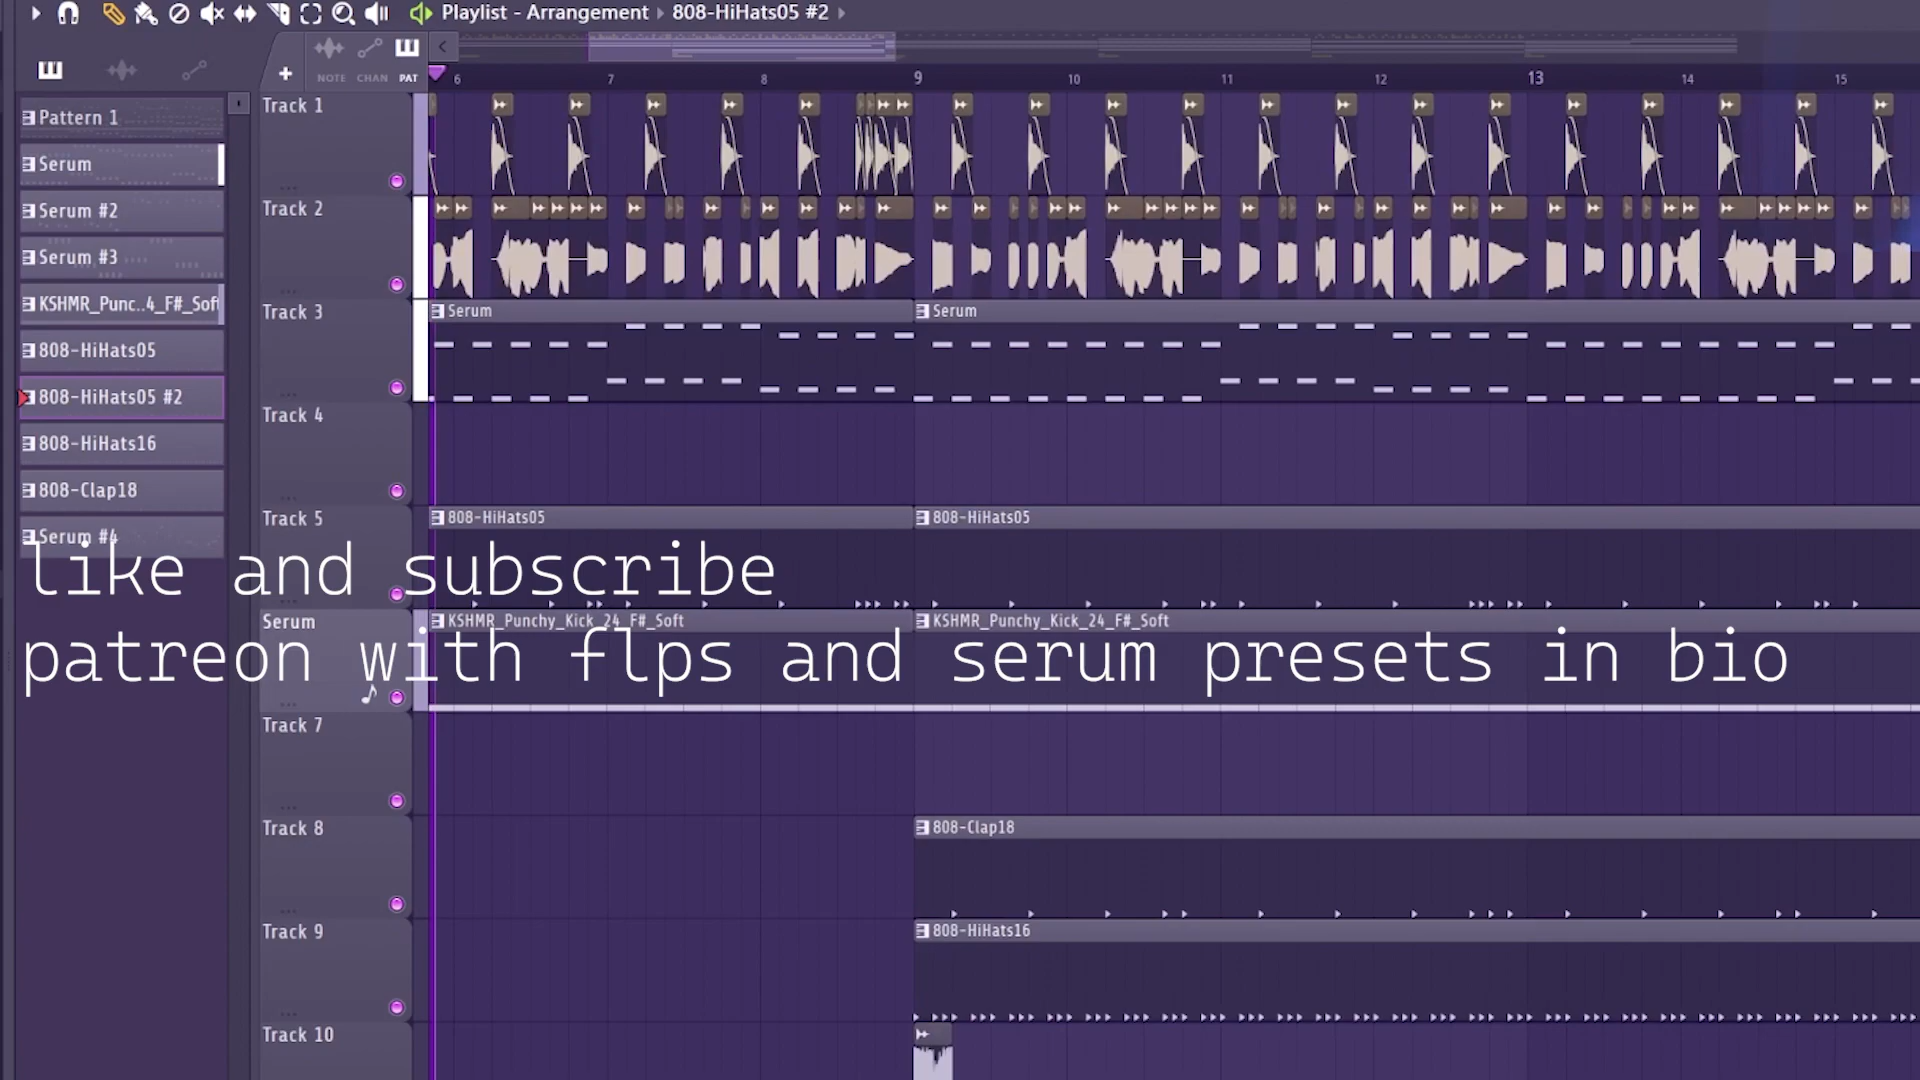 Playlist - Arrangement › 808-HiHats05 #2 ›
NOTE CHAN PAT
6 7 8 9 10 11 12 13 14 15
Pattern 1
Serum
Serum #2
Serum #3
KSHMR_Punc..4_F#_Soft
808-HiHats05
808-HiHats05 #2
808-HiHats16
808-Clap18
Serum #4
Track 1
Track 2
Track 3
Serum Serum
Track 4
Track 5
808-HiHats05 808-HiHats05
like and subscribe
Serum
KSHMR_Punchy_Kick_24_F#_Soft KSHMR_Punchy_Kick_24_F#_Soft
patreon with flps and serum presets in bio
Track 7
Track 8
808-Clap18
Track 9
808-HiHats16
Track 10